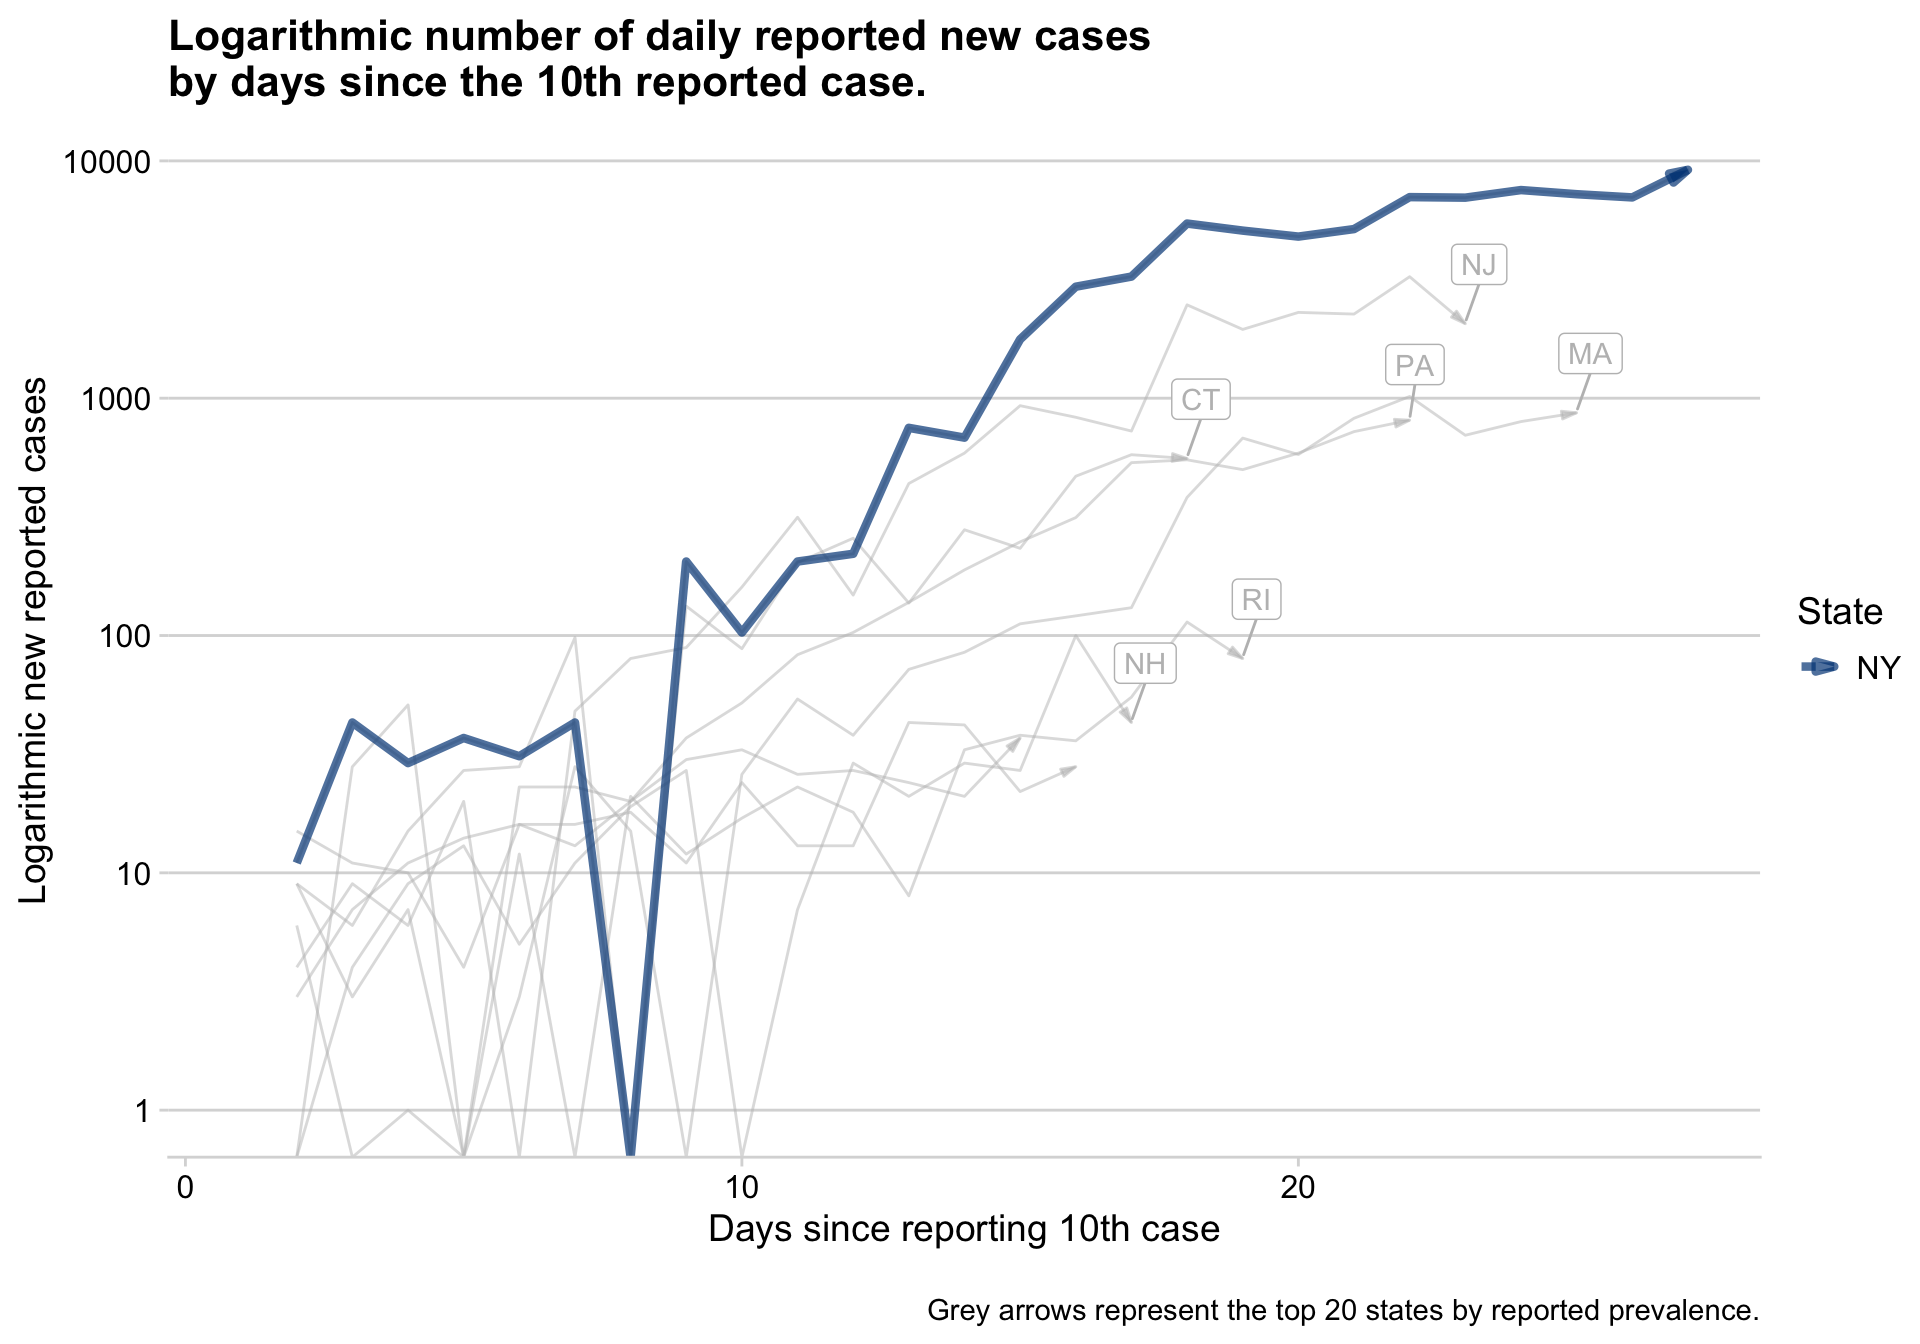 Logarithmic number of daily reported new cases
by days since the 10th reported case.
10000
1000
100
10
1
Logarithmic new reported cases
NJ
MA
PA
CT
RI
NH
State
NY
0
10
20
Days since reporting 10th case
Grey arrows represent the top 20 states by reported prevalence.